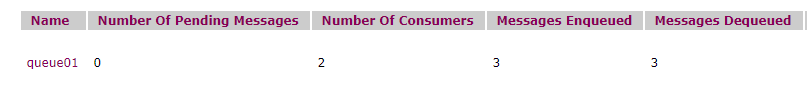 Name Number Of Pending Messages Number Of Consumers Messages Enqueued Messages Dequeued
queue01 0 2 3 3